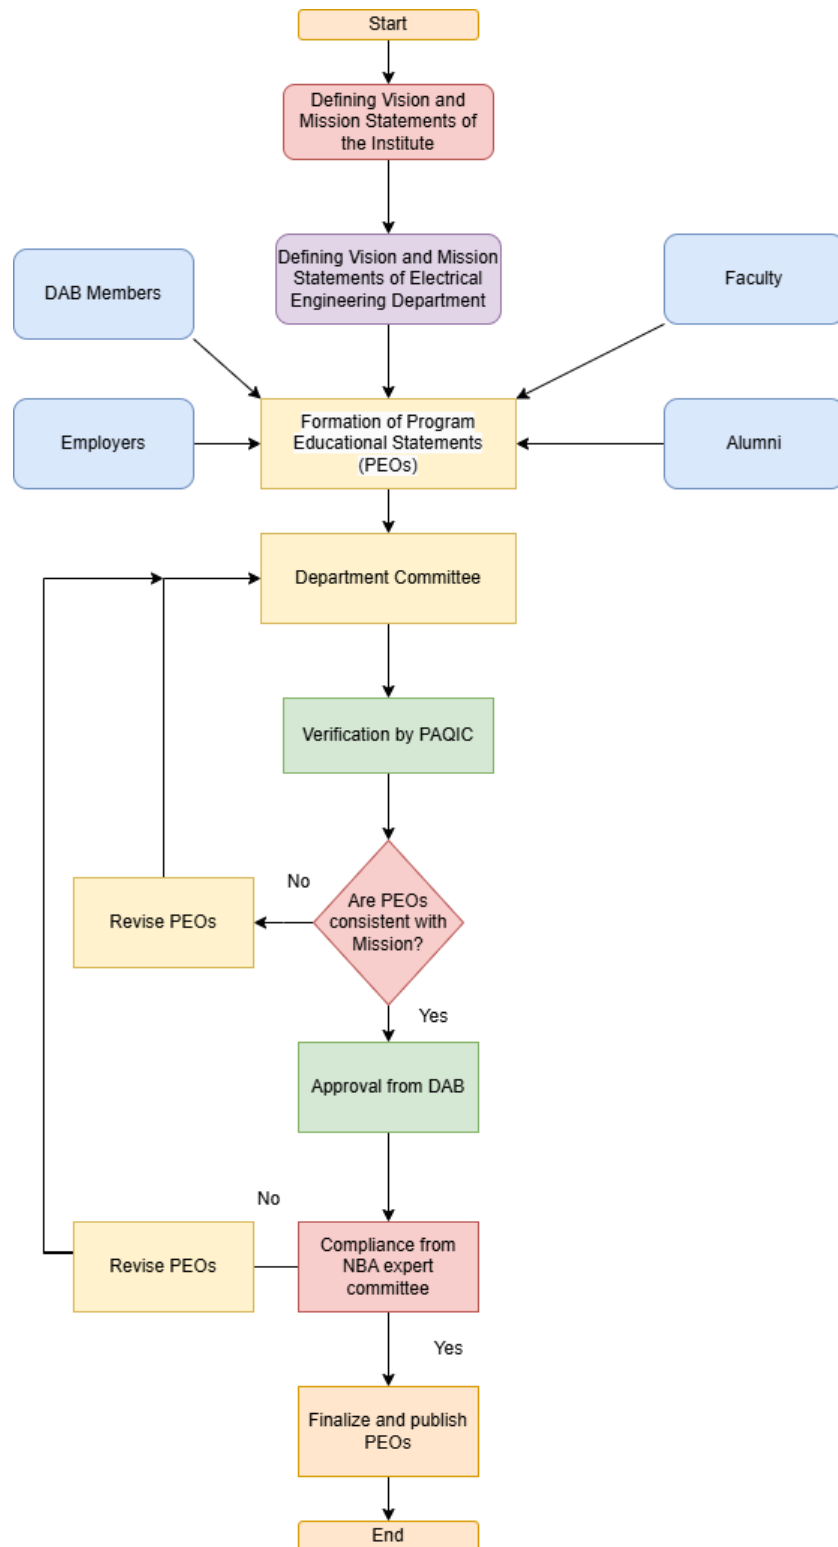 Start
Defining Vision and
Mission Statements of
the Institute
Defining Vision and Mission
Statements of Electrical
Engineering Department
DAB Members
Faculty
Employers
Formation of Program
Educational Statements
(PEOs)
Alumni
Department Committee
Verification by PAQIC
No
Are PEOs
consistent with
Mission?
Revise PEOs
Yes
Approval from DAB
No
Revise PEOs
Compliance from
NBA expert
committee
Yes
Finalize and publish
PEOs
End